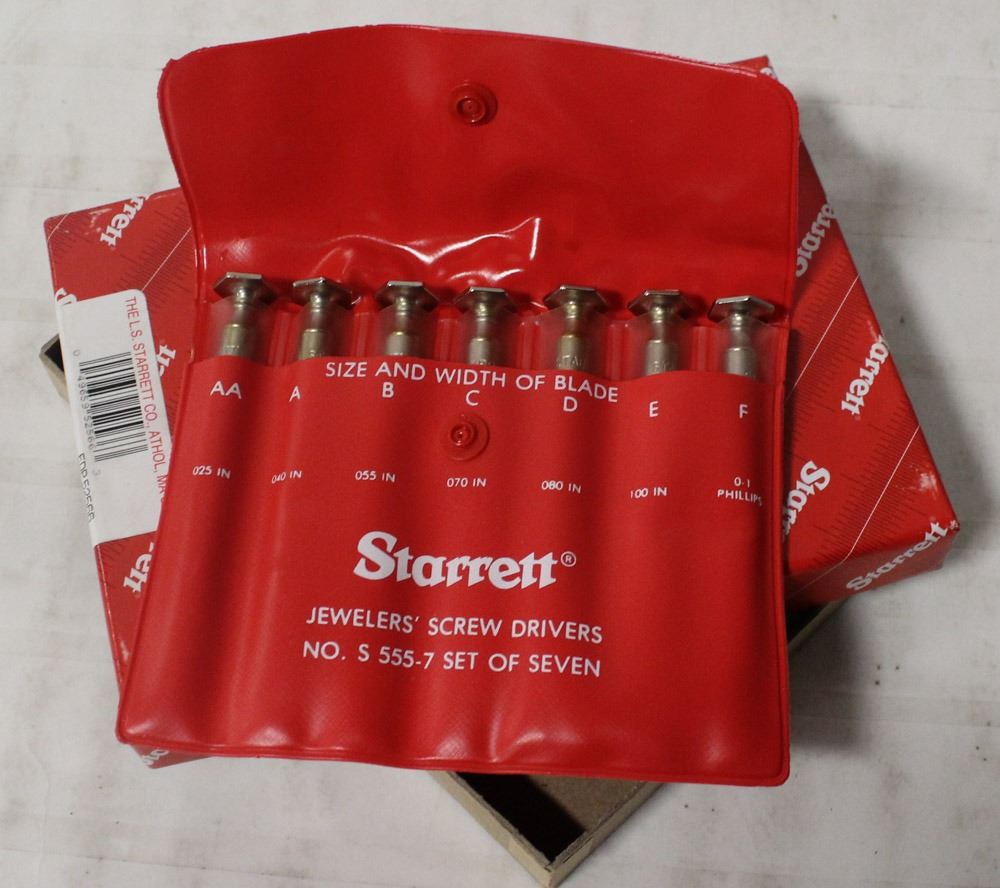 SIZE AND WIDTH OF BLADE
AA A B C D E F
025 IN 040 IN 055 IN 070 IN 080 IN 100 IN 0-1
PHILLIPS
Starrett®
JEWELERS' SCREW DRIVERS
NO. S 555-7 SET OF SEVEN
THE L.S. STARRETT CO., ATHOL, MA
Starrett
Starrett
Starrett
Starrett